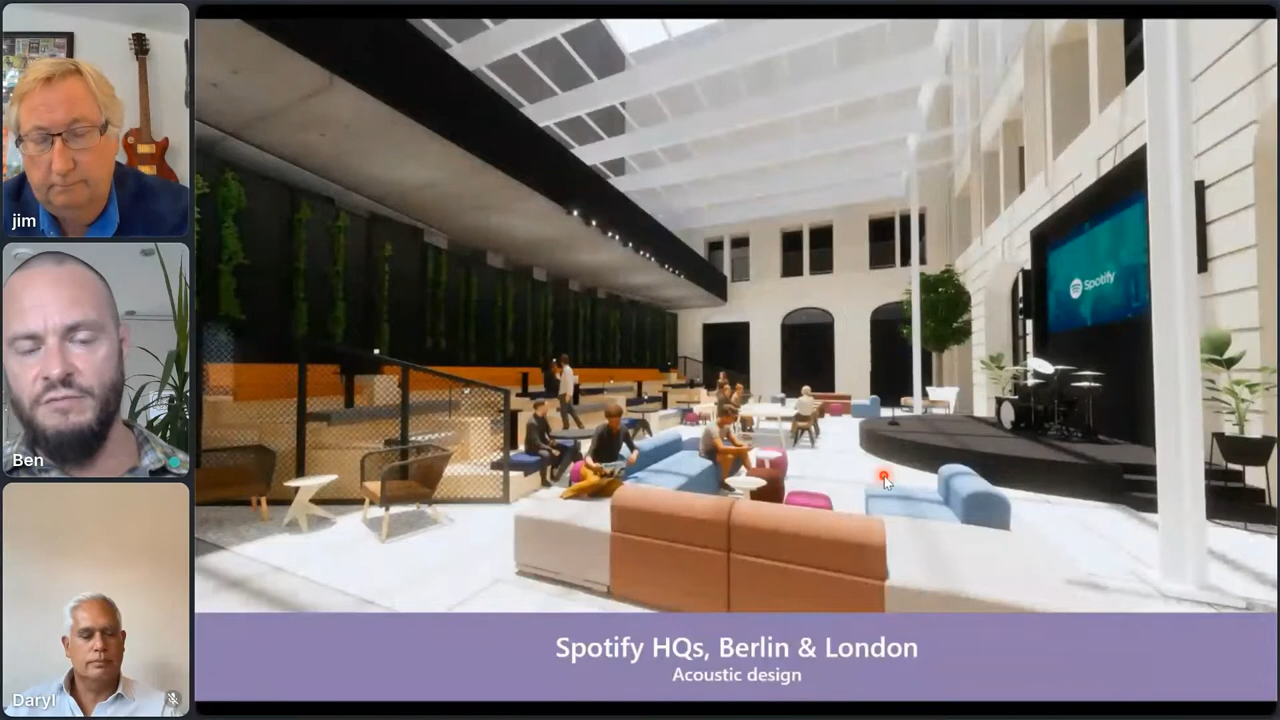 jim
Ben
Daryl
Spotify
Spotify HQs, Berlin & London
Acoustic design